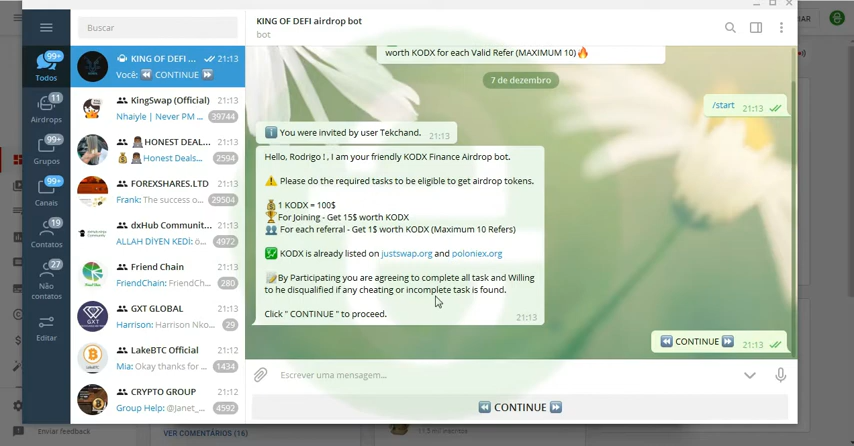 KING OF DEFI airdrop bot
bot
Buscar
99+
Todos
11
Airdrops
99+
Grupos
99+
Canais
19
Contatos
27
Não
contatos
Editar
KING OF DEFI ... 21:13
Você: ⏪ CONTINUE ⏩
KingSwap (Official) 21:13
Nhaiyle | Never PM ... 39744
HONEST DEAL... 21:13
Honest Deals... 2594
FOREXSHARES.LTD 21:13
Frank: The success o... 29504
dxHub Communit... 21:13
ALLAH DİYEN KEDİ: ö... 4972
Friend Chain 21:13
FriendChain: FriendCh... 280
GXT GLOBAL 21:13
Harrison: Harrison Nko... 29
LakeBTC Official 21:12
Mia: Okay thanks for ... 1434
CRYPTO GROUP 21:12
Group Help: @Janet_... 4592
worth KODX for each Valid Refer (MAXIMUM 10)🔥
7 de dezembro
/start 21:13
ℹ️ You were invited by user Tekchand. 21:13
Hello, Rodrigo ! , I am your friendly KODX Finance Airdrop bot.
⚠️ Please do the required tasks to be eligible to get airdrop tokens.
💰 1 KODX = 100$
🏆 For Joining - Get 15$ worth KODX
👥 For each referral - Get 1$ worth KODX (Maximum 10 Refers)
💹 KODX is already listed on justswap.org and poloniex.org
📝By Participating you are agreeing to complete all task and Willing
to be disqualified if any cheating or incomplete task is found.
Click " CONTINUE " to proceed. 21:13
⏪ CONTINUE ⏩ 21:13
Escrever uma mensagem...
⏪ CONTINUE ⏩
Enviar feedback
VER COMENTÁRIOS (16)